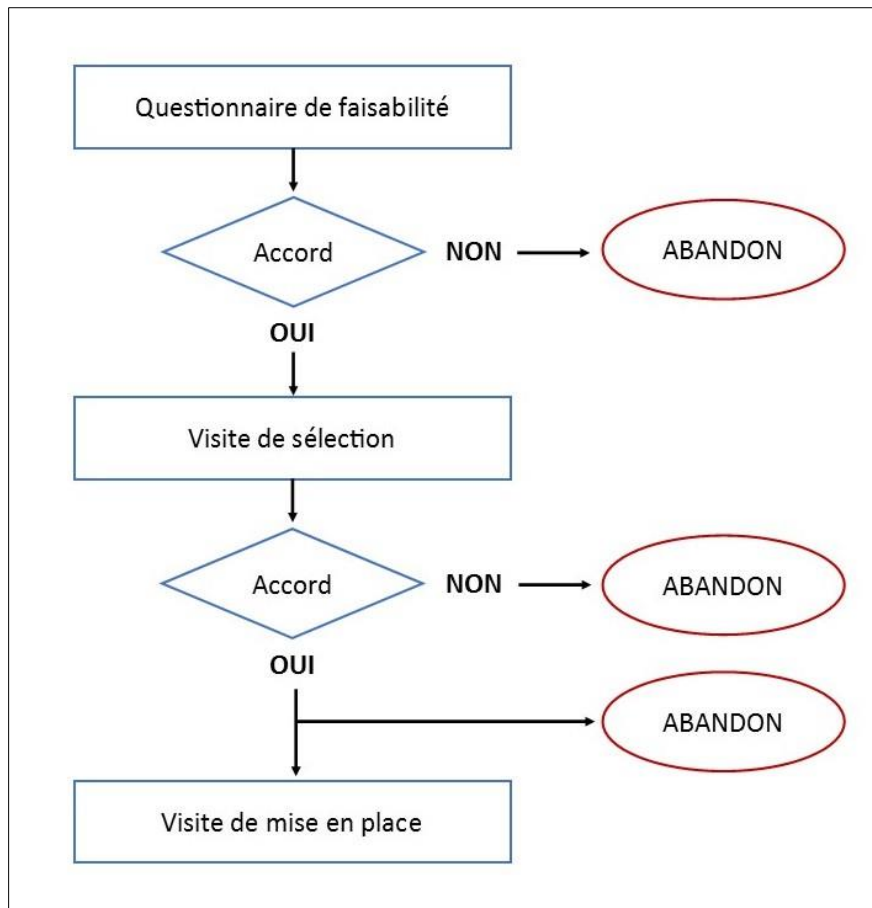 Questionnaire de faisabilité
Accord
NON
ABANDON
OUI
Visite de sélection
Accord
NON
ABANDON
OUI
ABANDON
Visite de mise en place